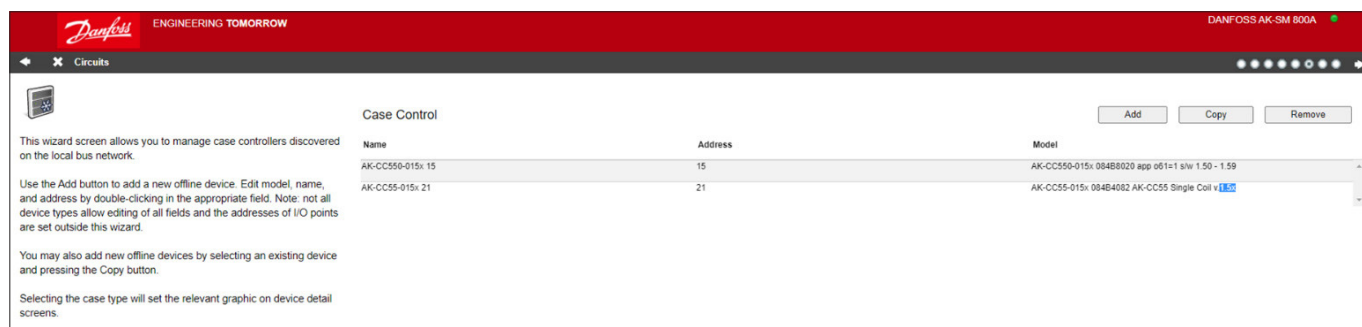 Danfoss
ENGINEERING TOMORROW
DANFOSS AK-SM 800A
Circuits
Case Control
Add
Copy
Remove
This wizard screen allows you to manage case controllers discovered
on the local bus network.
Use the Add button to add a new offline device. Edit model, name,
and address by double-clicking in the appropriate field. Note: not all
device types allow editing of all fields and the addresses of I/O points
are set outside this wizard.
You may also add new offline devices by selecting an existing device
and pressing the Copy button.
Selecting the case type will set the relevant graphic on device detail
screens.
Name Address Model
AK-CC550-015x 15 15 AK-CC550-015x 084B8020 app o61=1 s/w 1.50 - 1.59
AK-CC55-015x 21 21 AK-CC55-015x 084B4082 AK-CC55 Single Coil v.1.5x